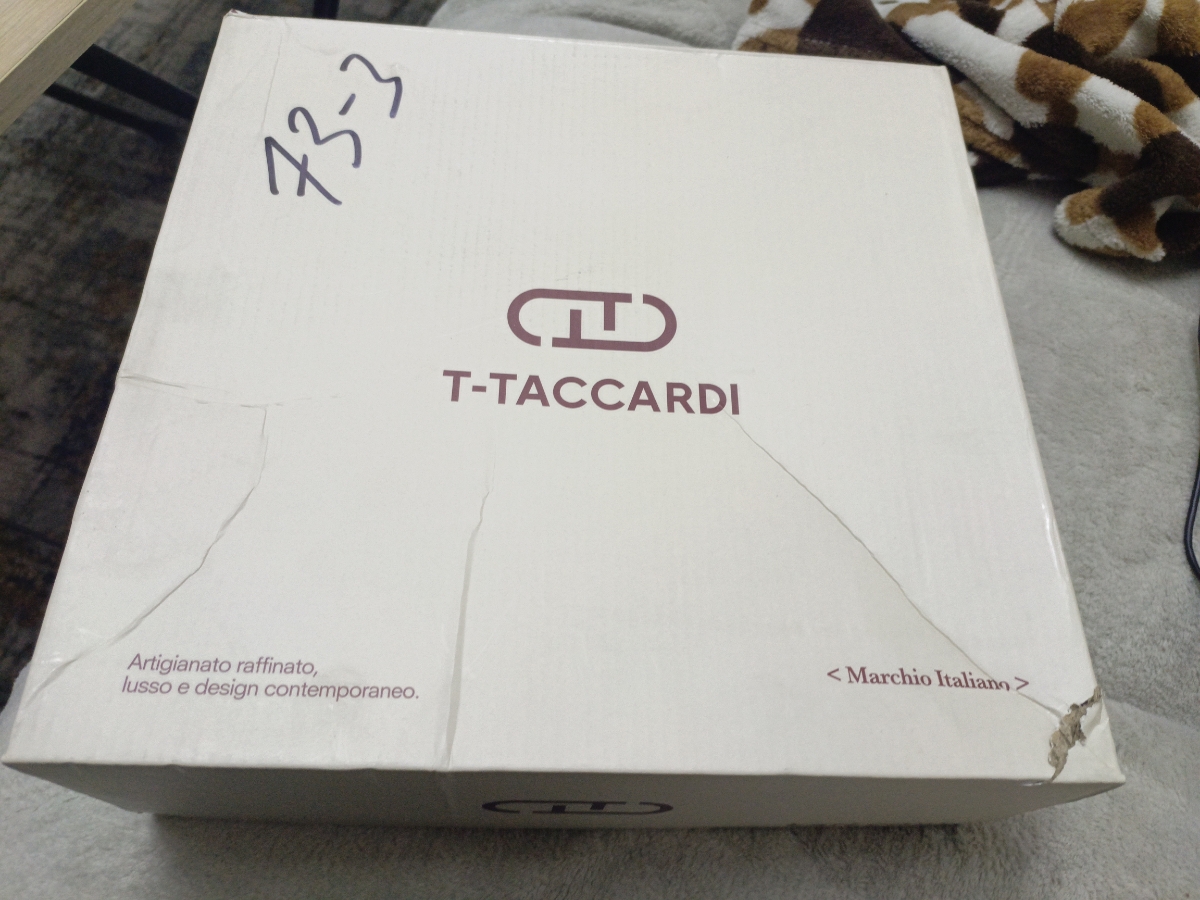 73-3
T-TACCARDI
Artigianato raffinato,
lusso e design contemporaneo.
< Marchio Italiano >